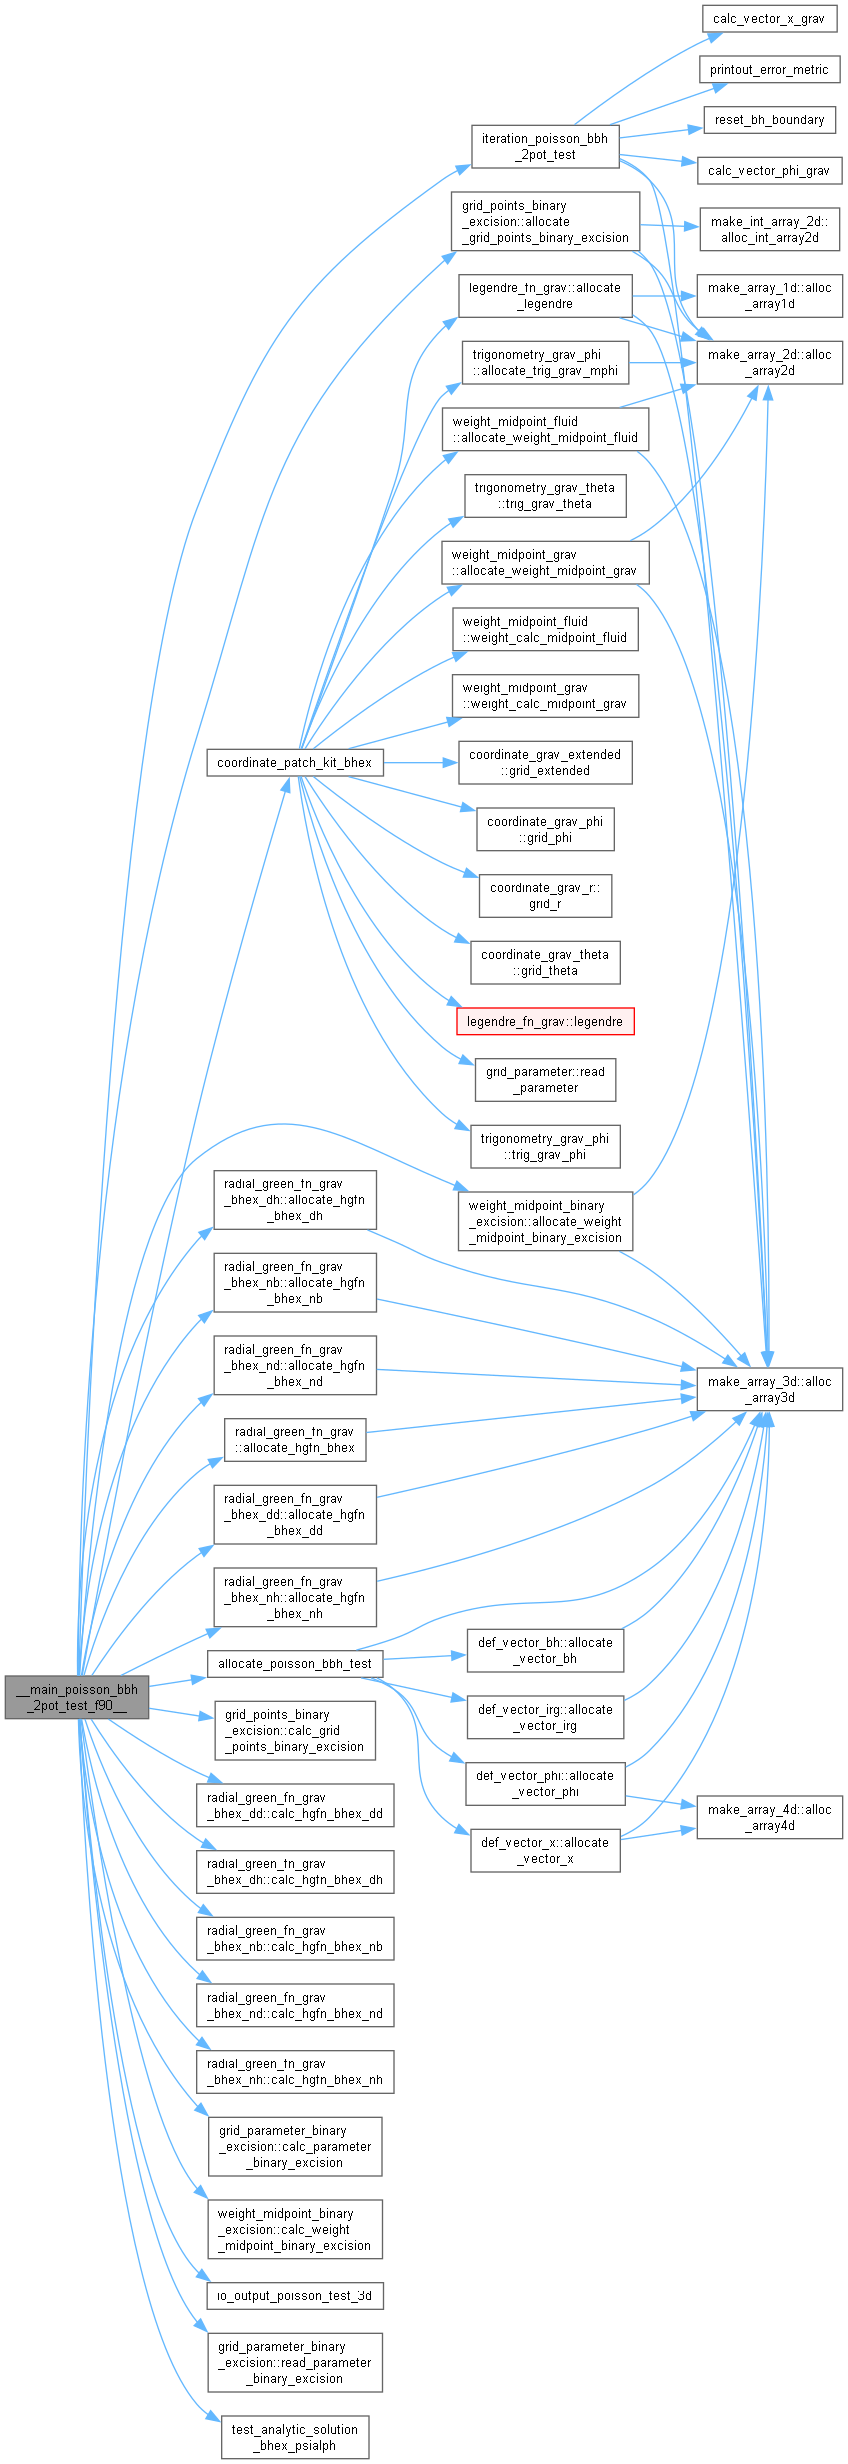 calc_vector_x_grav
printout_error_metric
reset_bh_boundary
iteration_poisson_bbh
_2pot_test
calc_vector_phi_grav
grid_points_binary
_excision::allocate
_grid_points_binary_excision
make_int_array_2d::
alloc_int_array2d
legendre_fn_grav::allocate
_legendre
make_array_1d::alloc
_array1d
trigonometry_grav_phi
::allocate_trig_grav_mphi
make_array_2d::alloc
_array2d
weight_midpoint_fluid
::allocate_weight_midpoint_fluid
trigonometry_grav_theta
::trig_grav_theta
weight_midpoint_grav
::allocate_weight_midpoint_grav
weight_midpoint_fluid
::weight_calc_midpoint_fluid
weight_midpoint_grav
::weight_calc_midpoint_grav
coordinate_patch_kit_bhex
coordinate_grav_extended
::grid_extended
coordinate_grav_phi
::grid_phi
coordinate_grav_r::
grid_r
coordinate_grav_theta
::grid_theta
legendre_fn_grav::legendre
grid_parameter::read
_parameter
trigonometry_grav_phi
::trig_grav_phi
radial_green_fn_grav
_bhex_dh::allocate_hgfn
_bhex_dh
weight_midpoint_binary
_excision::allocate_weight
_midpoint_binary_excision
radial_green_fn_grav
_bhex_nb::allocate_hgfn
_bhex_nb
radial_green_fn_grav
_bhex_nd::allocate_hgfn
_bhex_nd
make_array_3d::alloc
_array3d
radial_green_fn_grav
::allocate_hgfn_bhex
radial_green_fn_grav
_bhex_dd::allocate_hgfn
_bhex_dd
radial_green_fn_grav
_bhex_nh::allocate_hgfn
_bhex_nh
allocate_poisson_bbh_test
def_vector_bh::allocate
_vector_bh
__main_poisson_bbh
_2pot_test_f90__
grid_points_binary
_excision::calc_grid
_points_binary_excision
def_vector_irg::allocate
_vector_irg
def_vector_phi::allocate
_vector_phi
radial_green_fn_grav
_bhex_dd::calc_hgfn_bhex_dd
make_array_4d::alloc
_array4d
def_vector_x::allocate
_vector_x
radial_green_fn_grav
_bhex_dh::calc_hgfn_bhex_dh
radial_green_fn_grav
_bhex_nb::calc_hgfn_bhex_nb
radial_green_fn_grav
_bhex_nd::calc_hgfn_bhex_nd
radial_green_fn_grav
_bhex_nh::calc_hgfn_bhex_nh
grid_parameter_binary
_excision::calc_parameter
_binary_excision
weight_midpoint_binary
_excision::calc_weight
_midpoint_binary_excision
io_output_poisson_test_3d
grid_parameter_binary
_excision::read_parameter
_binary_excision
test_analytic_solution
_bhex_psialph